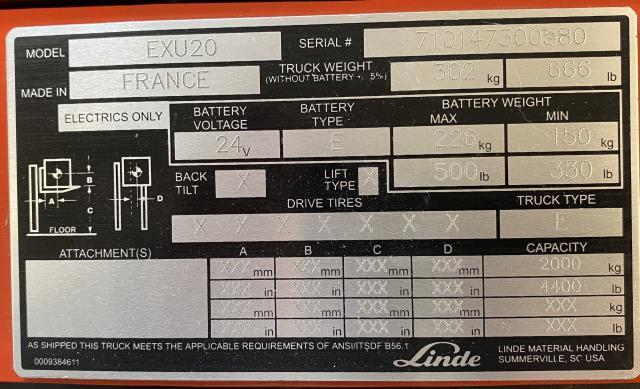 MODEL EXU20 SERIAL # 710147300380
MADE IN FRANCE TRUCK WEIGHT (WITHOUT BATTERY +/- 5%) 302 kg 666 lb
ELECTRICS ONLY BATTERY VOLTAGE 24V BATTERY TYPE E
BATTERY WEIGHT
MAX MIN
226 kg 150 kg
500 lb 330 lb
BACK TILT X LIFT TYPE X
DRIVE TIRES TRUCK TYPE
X X X X X X X E
A B C D
FLOOR
ATTACHMENT(S) A B C D CAPACITY
XXX mm XXX mm XXX mm XXX mm 2000 kg
XXX in XXX in XXX in XXX in 4400 lb
XXX mm XXX mm XXX mm XXX mm XXX kg
XXX in XXX in XXX in XXX in XXX lb
AS SHIPPED THIS TRUCK MEETS THE APPLICABLE REQUIREMENTS OF ANSI/ITSDF B56.1
0009384611
Linde
LINDE MATERIAL HANDLING
SUMMERVILLE, SC USA